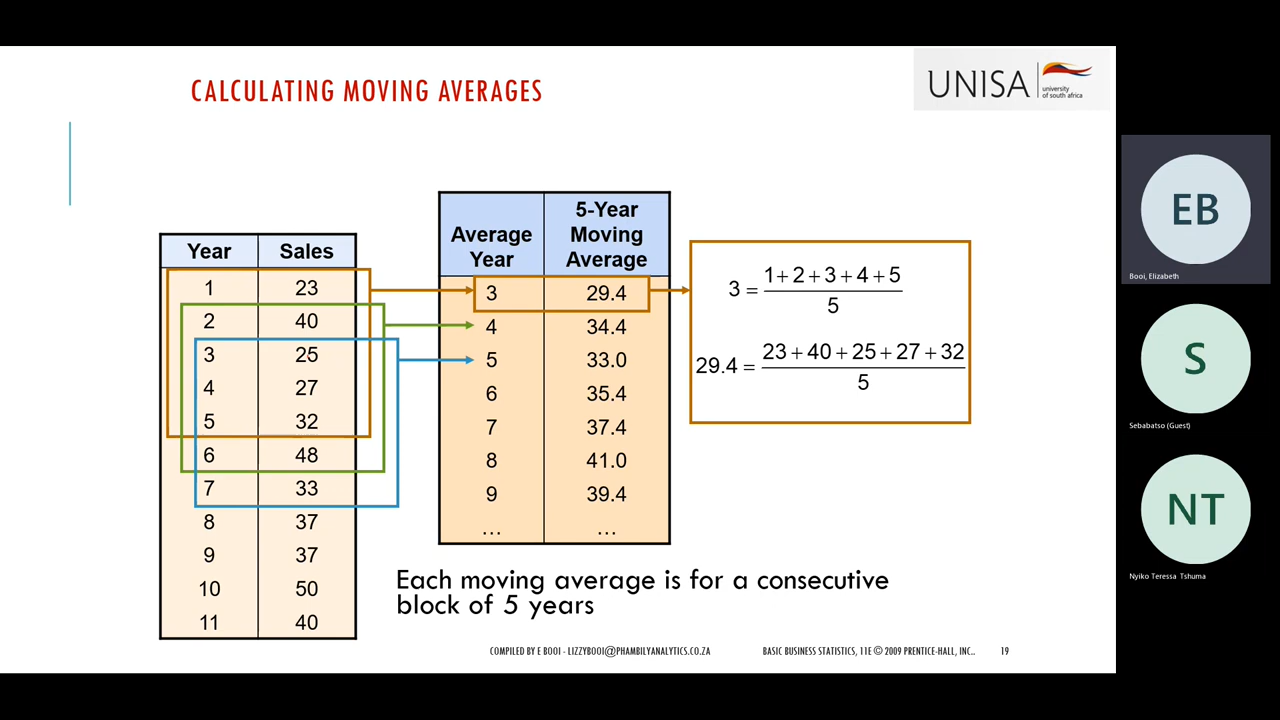 CALCULATING MOVING AVERAGES
UNISA
university
of south africa
Year Sales
1 23
2 40
3 25
4 27
5 32
6 48
7 33
8 37
9 37
10 50
11 40
Average
Year
5-Year
Moving
Average
3 29.4
4 34.4
5 33.0
6 35.4
7 37.4
8 41.0
9 39.4
... ...
3 = 1+2+3+4+5
5
29.4 = 23+40+25+27+32
5
Each moving average is for a consecutive
block of 5 years
COMPILED BY E BOOI - LIZZYBOOI@PHAMBILYANALYTICS.CO.ZA
BASIC BUSINESS STATISTICS, 11E © 2009 PRENTICE-HALL, INC..
19
EB
Booi, Elizabeth
S
Sebabatso (Guest)
NT
Nyiko Teressa Tshuma